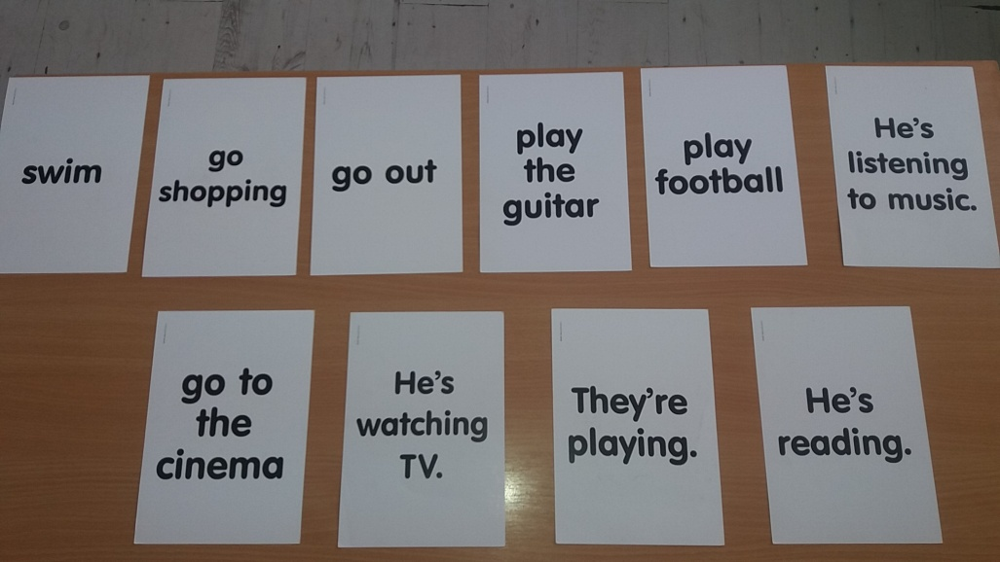 swim
go
shopping
go out
play
the
guitar
play
football
He's
listening
to music.
go to
the
cinema
He's
watching
TV.
They're
playing.
He's
reading.